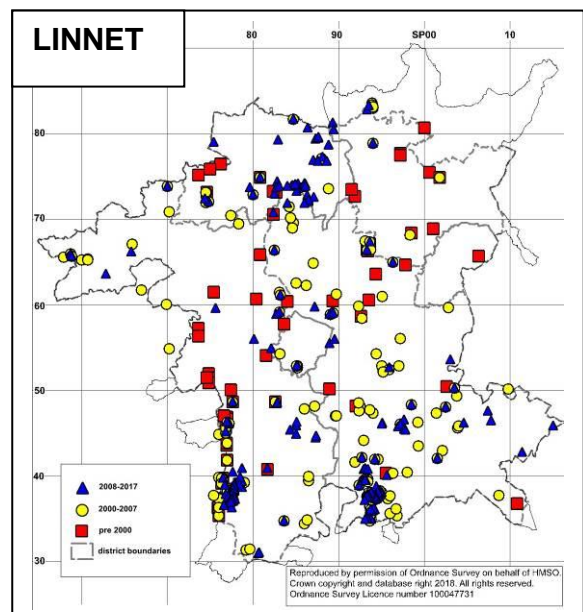 LINNET
80 90 SP00 10
80
70
60
50
40
30
2008-2017
2000-2007
pre 2000
district boundaries
Reproduced by permission of Ordnance Survey on behalf of HMSO.
Crown copyright and database right 2018. All rights reserved.
Ordnance Survey Licence number 100047731